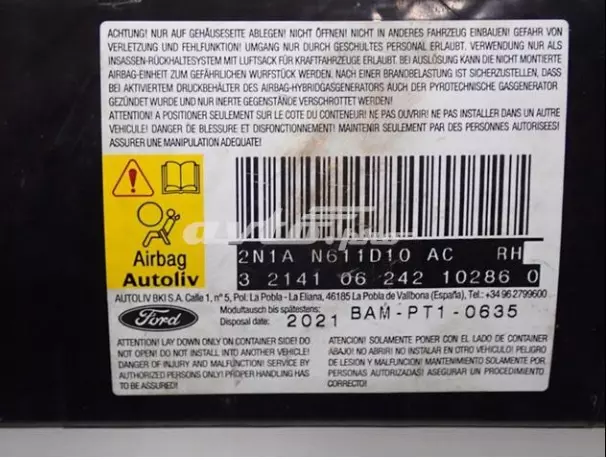 ACHTUNG! NUR AUF GEHÄUSESEITE ABLEGEN! NICHT ÖFFNEN! NICHT IN ANDERES FAHRZEUG EINBAUEN! GEFAHR VON
VERLETZUNG UND FEHLFUNKTION! UMGANG NUR DURCH GESCHULTES PERSONAL ERLAUBT. VERWENDUNG NUR ALS
INSASSEN-RÜCKHALTESYSTEM MIT LUFTSACK FÜR KRAFTFAHRZEUGE ERLAUBT. BEI AUSLÖSUNG KANN DIE NICHT MONTIERTE
AIRBAG-EINHEIT ZUM GEFÄHRLICHEN WURFSTÜCK WERDEN. NACH EINER BRANDBELASTUNG IST SICHERZUSTELLEN, DASS
BEI AKTIVIERTEM DRUCKBEHÄLTER DES AIRBAG-HYBRIDGASGENERATORS AUCH DER PYROTECHNISCHE GASGENERATOR
GEZÜNDET WURDE UND NUR INERTE GEGENSTÄNDE VERSCHROTTET WERDEN!
ATTENTION! A POSITIONER SEULEMENT SUR LE COTE DU CONTENEUR! NE PAS OUVRIR! NE PAS INSTALLER DANS UN AUTRE
VEHICULE! DANGER DE BLESSURE ET DISFONCTIONNEMENT! MAINTENIR SEULEMENT PAR DES PERSONNES AUTORISEES!
ASSURER UNE MANIPULATION ADEQUATE!
Airbag
Autoliv
2N1A N611D10 AC RH
3 2141 06 242 10286 0
AUTOLIV BKI S.A. Calle 1, nº 5, Pol: La Pobla - La Eliana, 46185 La Pobla de Vallbona (España), Tel.: +34 96 2799600
Ford
Modultausch bis spätestens:
Disposal date: 2021 BAM-PT1-0635
ATTENTION! LAY DOWN ONLY ON CONTAINER SIDE! DO
NOT OPEN! DO NOT INSTALL INTO ANOTHER VEHICLE!
DANGER OF INJURY AND MALFUNCTION! SERVICE BY
AUTHORIZED PERSONS ONLY! PROPER HANDLING HAS
TO BE ASSURED!
ATENCION! SOLAMENTE PONER CON EL LADO DE CONTAINER
ABAJO! NO ABRIR! NO INSERTAR EN OTRO VEHICULO! PELIGRO
DE LESION Y MALFUNCION! MANTENIMIENTO SOLAMENTE POR
PERSONAS AUTORIZADAS! ASEGURAR UN PROCEDIMIENTO
CORRECTO!